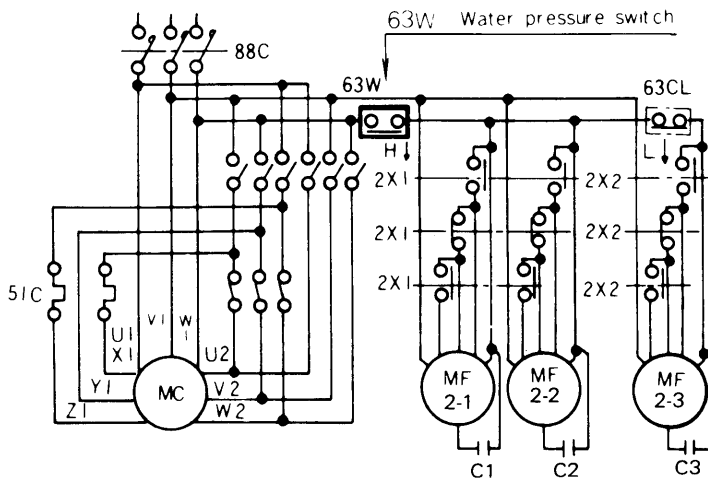 63W Water pressure switch
88C
63W
63CL
H
L
2X1
2X2
2X1
2X2
2X1
2X2
51C
U1
V1
W1
X1
U2
Y1
V2
Z1
W2
MC
MF
2-1
MF
2-2
MF
2-3
C1
C2
C3